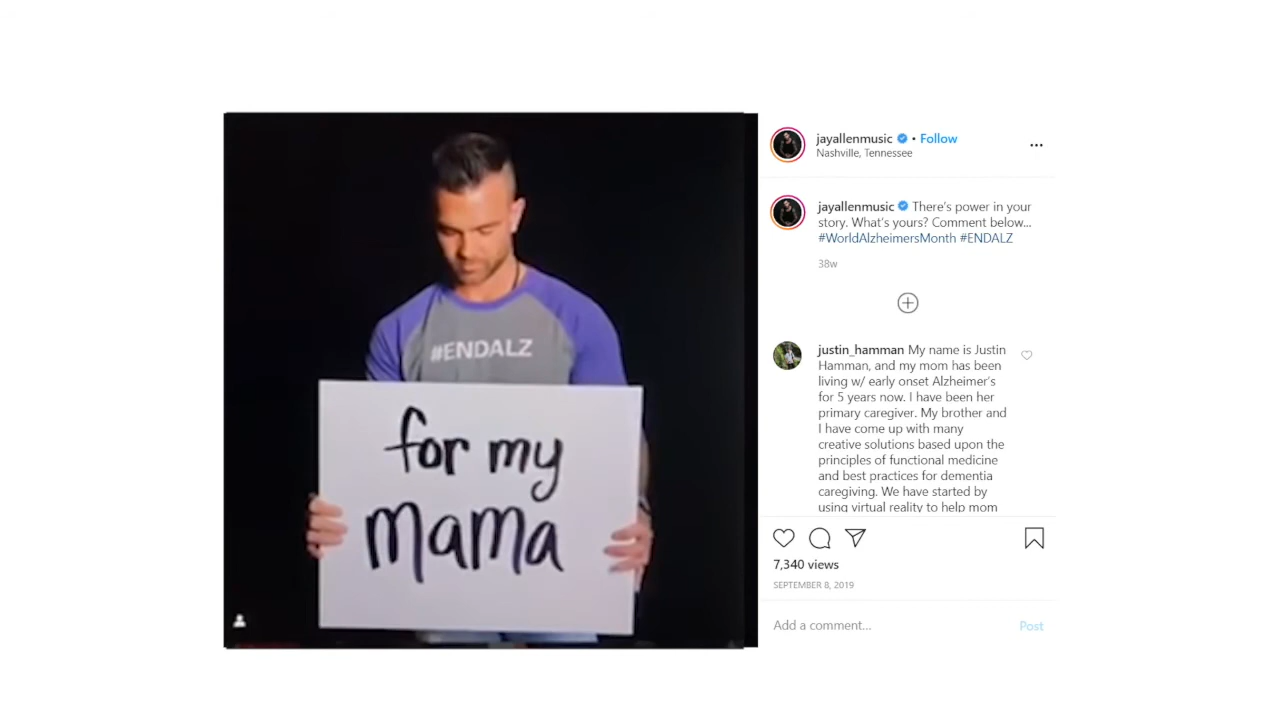 #ENDALZ
for my
mama
jayallenmusic • Follow
Nashville, Tennessee
jayallenmusic There's power in your
story. What's yours? Comment below...
#WorldAlzheimersMonth #ENDALZ
38w
justin_hamman My name is Justin
Hamman, and my mom has been
living w/ early onset Alzheimer's
for 5 years now. I have been her
primary caregiver. My brother and
I have come up with many
creative solutions based upon the
principles of functional medicine
and best practices for dementia
caregiving. We have started by
using virtual reality to help mom
7,340 views
SEPTEMBER 8, 2019
Add a comment...
Post